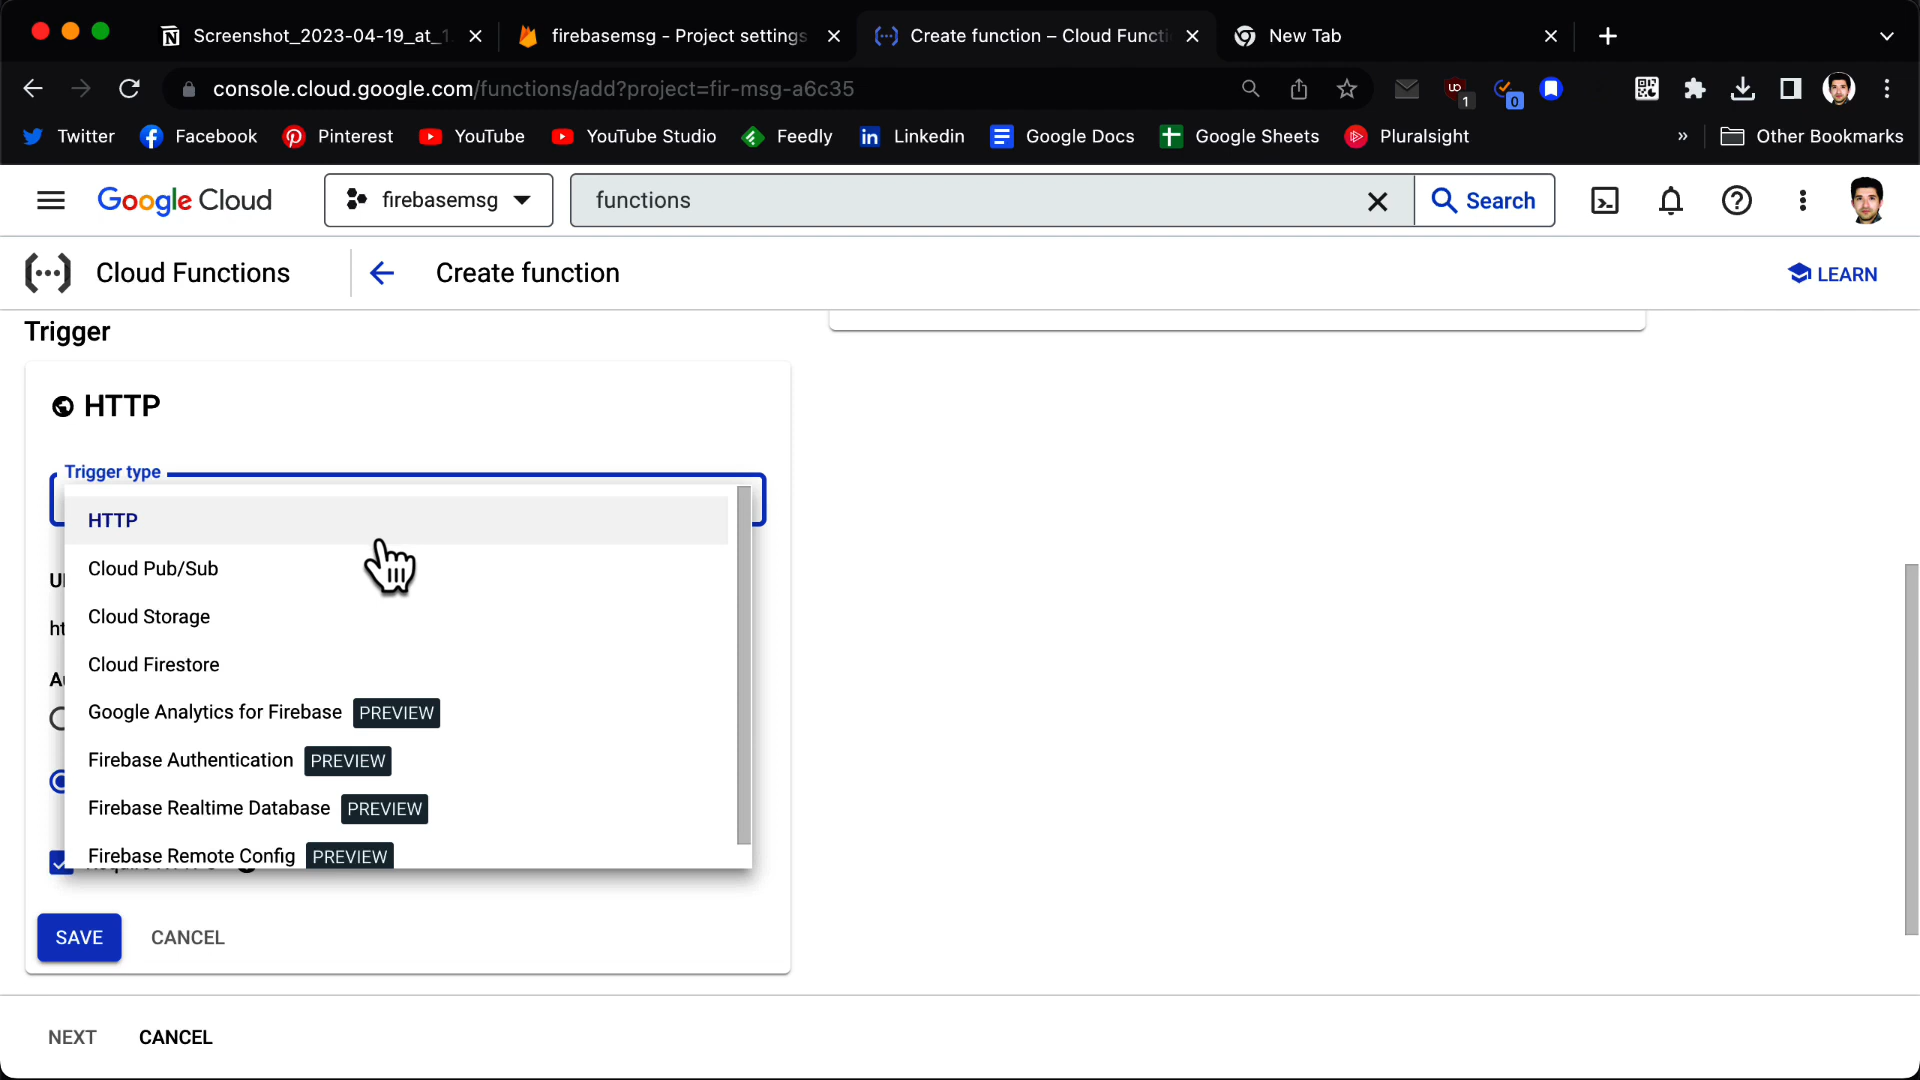 Screenshot_2023-04-19_at_1
firebasemsg - Project settings
Create function – Cloud Functi
New Tab
console.cloud.google.com/functions/add?project=fir-msg-a6c35
1
0
Twitter
Facebook
Pinterest
YouTube
YouTube Studio
Feedly
Linkedin
Google Docs
Google Sheets
Pluralsight
»
Other Bookmarks
Google Cloud
firebasemsg
functions
Search
Cloud Functions
Create function
LEARN
Trigger
HTTP
Trigger type
HTTP
Cloud Pub/Sub
Cloud Storage
Cloud Firestore
Google Analytics for Firebase PREVIEW
Firebase Authentication PREVIEW
Firebase Realtime Database PREVIEW
Firebase Remote Config PREVIEW
SAVE
CANCEL
NEXT
CANCEL